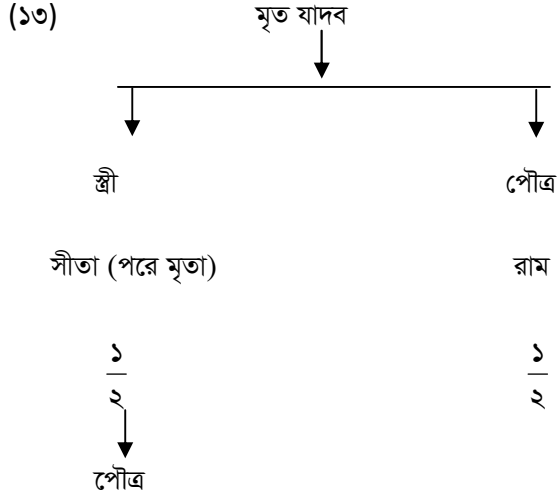 (১৩) মৃত যাদব
স্ত্রী পৌত্র
সীতা (পরে মৃতা) রাম
১/২ ১/২
পৌত্র